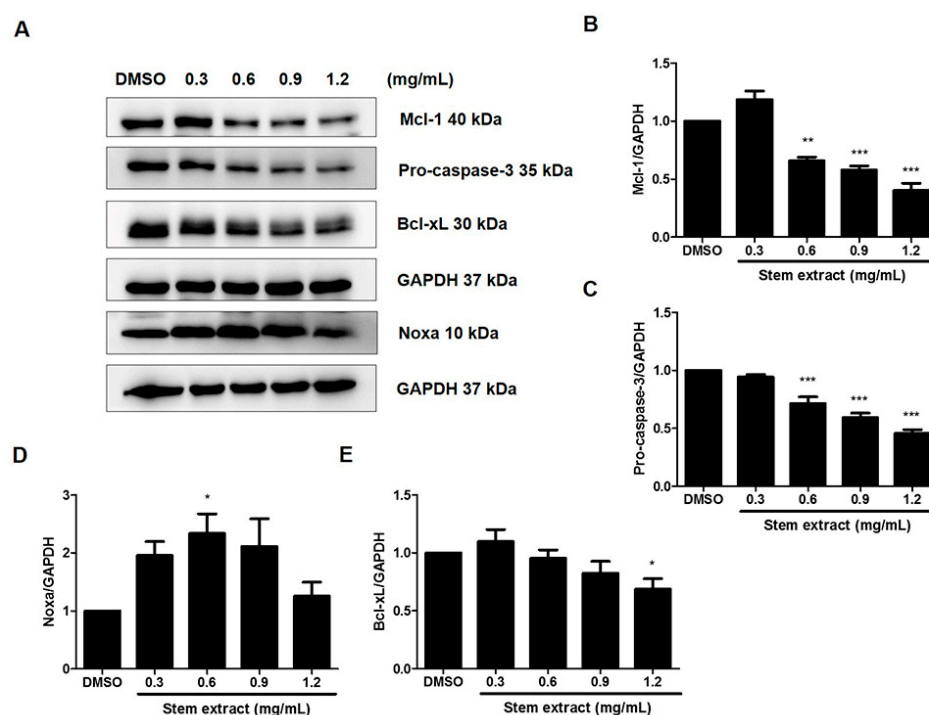 A
DMSO 0.3 0.6 0.9 1.2 (mg/mL)
Mcl-1 40 kDa
Pro-caspase-3 35 kDa
Bcl-xL 30 kDa
GAPDH 37 kDa
Noxa 10 kDa
GAPDH 37 kDa
B
Mcl-1/GAPDH
1.5
1.0
0.5
0.0
**
***
***
DMSO 0.3 0.6 0.9 1.2
Stem extract (mg/mL)
C
Pro-caspase-3/GAPDH
1.5
1.0
0.5
0.0
***
***
***
DMSO 0.3 0.6 0.9 1.2
Stem extract (mg/mL)
D
Noxa/GAPDH
3
2
1
0
*
DMSO 0.3 0.6 0.9 1.2
Stem extract (mg/mL)
E
Bcl-xL/GAPDH
1.5
1.0
0.5
0.0
*
DMSO 0.3 0.6 0.9 1.2
Stem extract (mg/mL)